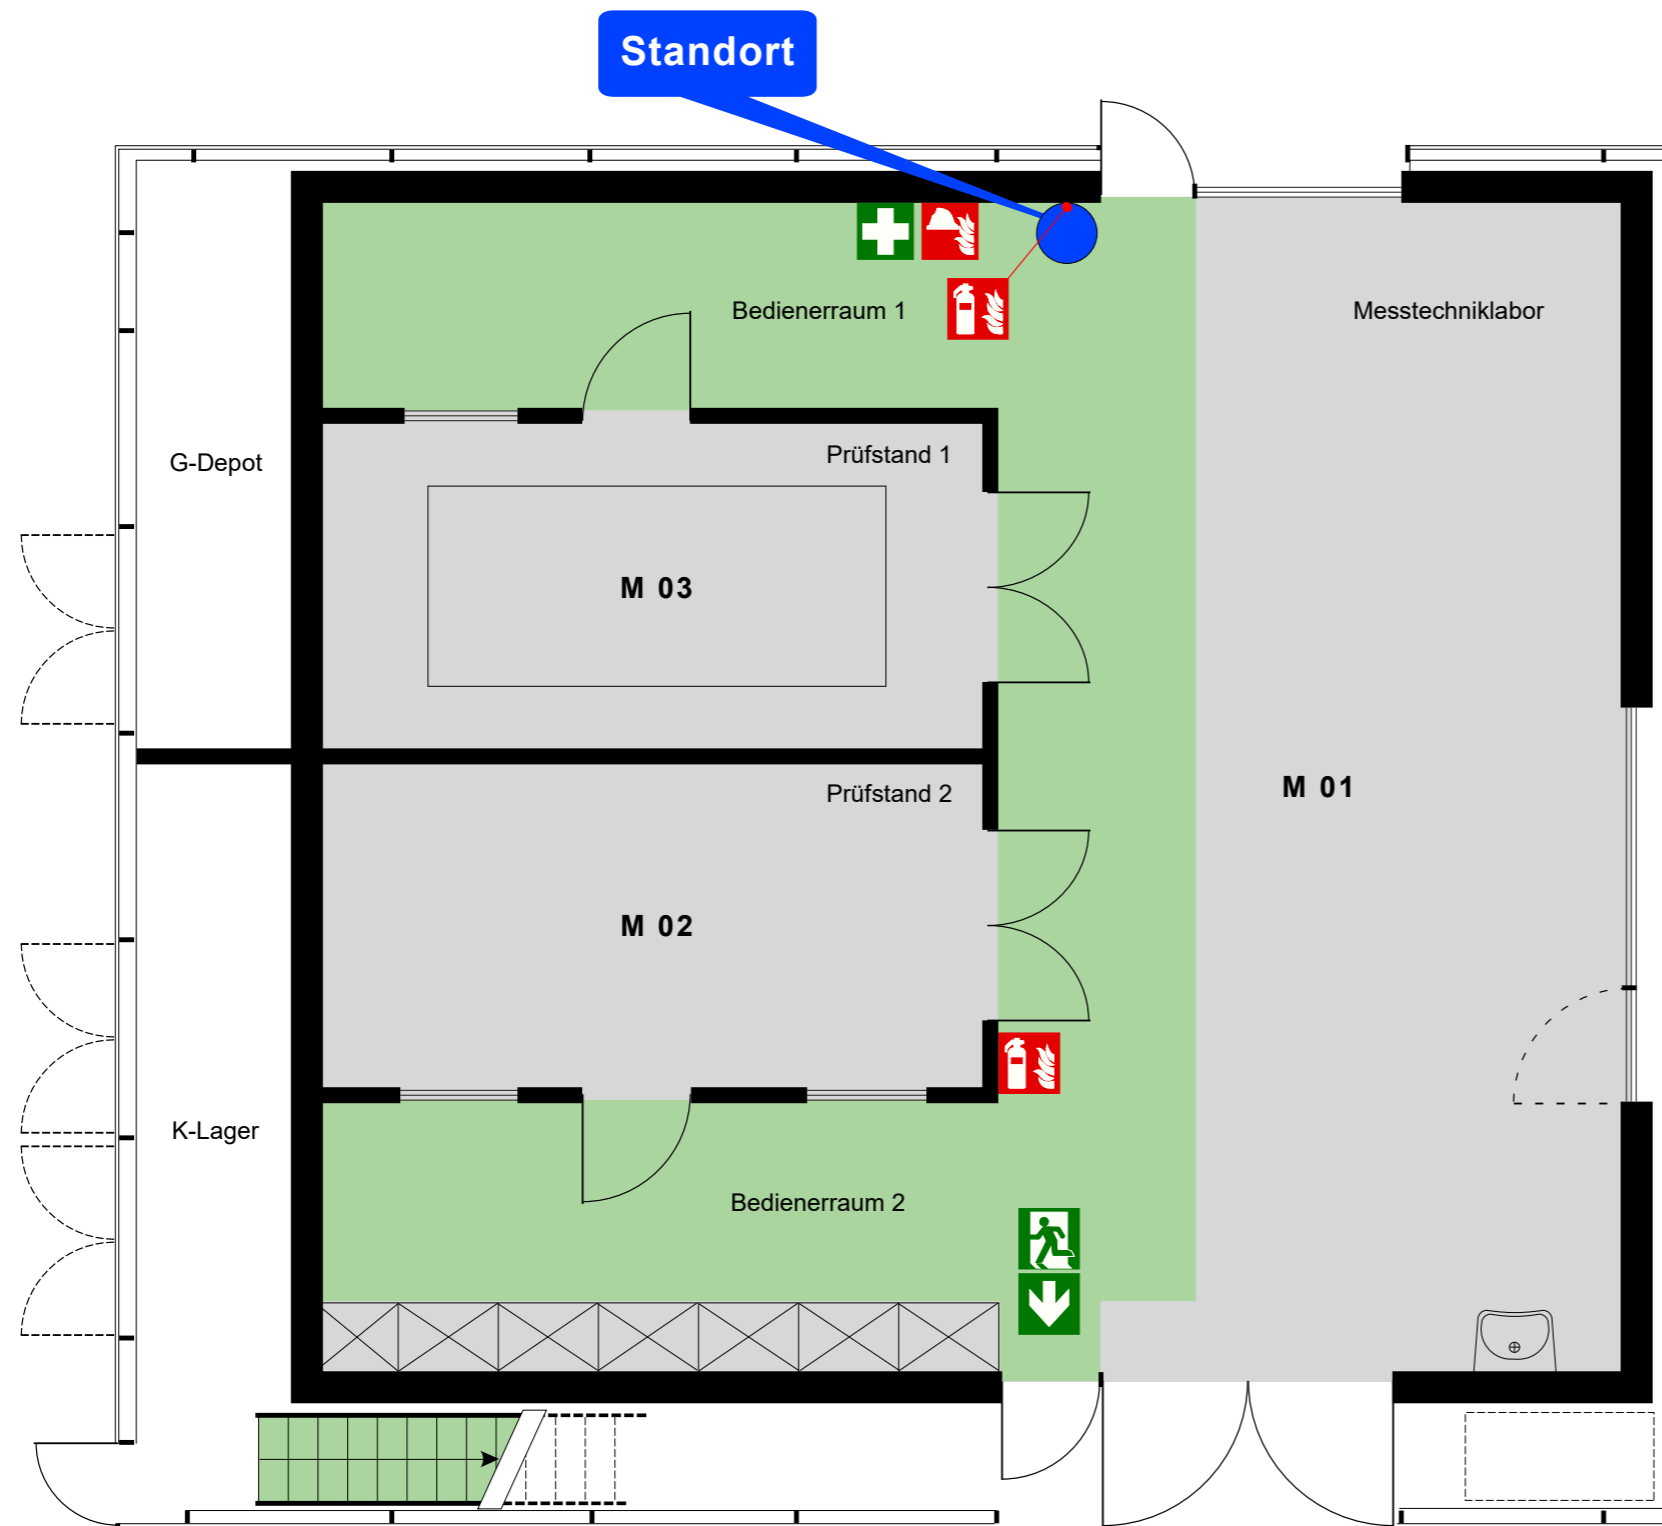 Standort
Bedienerraum 1
Messtechniklabor
G-Depot
Prüfstand 1
M 03
M 01
Prüfstand 2
M 02
K-Lager
Bedienerraum 2